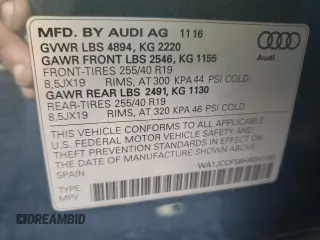 MFD. BY AUDI AG 11 16
GVWR LBS 4894, KG 2220
GAWR FRONT LBS 2546, KG 1155
FRONT-TIRES 255/40 R19
8,5JX19 RIMS, AT 300 KPA 44 PSI COLD
GAWR REAR LBS 2491, KG 1130
REAR-TIRES 255/40 R19
8,5JX19 RIMS, AT 320 KPA 46 PSI COLD
Audi
THIS VEHICLE CONFORMS TO ALL APPLICABLE
U.S. FEDERAL MOTOR VEHICLE SAFETY AND
THEFT PREVENTION STANDARDS IN EFFECT ON
THE DATE OF MANUFACTURE SHOWN ABOVE.
SPAIN
TYPE:
MPV
DREAMBID